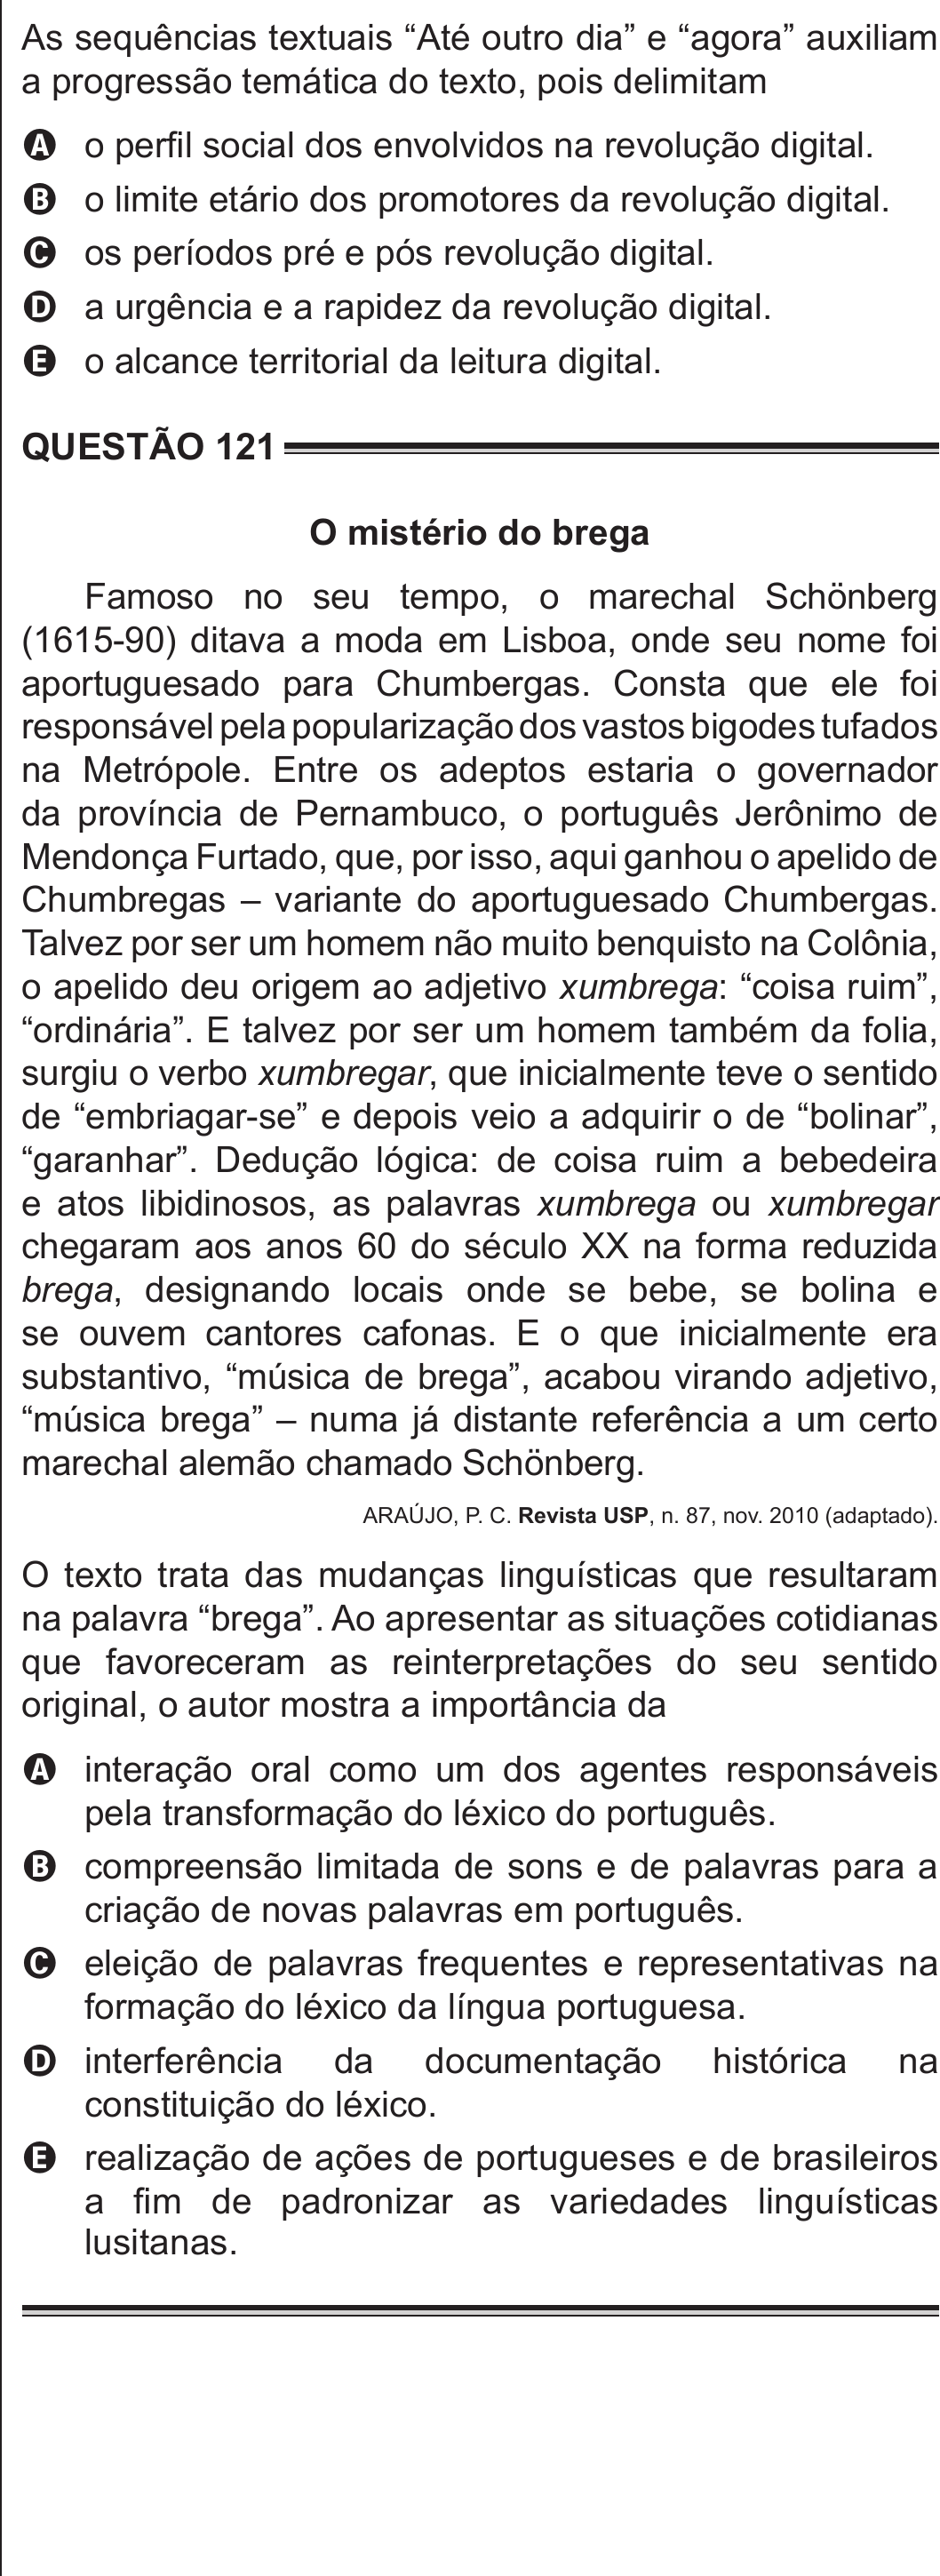 As sequências textuais “Até outro dia” e “agora” auxiliam
a progressão temática do texto, pois delimitam
A o perfil social dos envolvidos na revolução digital.
B o limite etário dos promotores da revolução digital.
C os períodos pré e pós revolução digital.
D a urgência e a rapidez da revolução digital.
E o alcance territorial da leitura digital.
QUESTÃO 121
O mistério do brega
Famoso no seu tempo, o marechal Schönberg
(1615-90) ditava a moda em Lisboa, onde seu nome foi
aportuguesado para Chumbergas. Consta que ele foi
responsável pela popularização dos vastos bigodes tufados
na Metrópole. Entre os adeptos estaria o governador
da província de Pernambuco, o português Jerônimo de
Mendonça Furtado, que, por isso, aqui ganhou o apelido de
Chumbregas – variante do aportuguesado Chumbergas.
Talvez por ser um homem não muito benquisto na Colônia,
o apelido deu origem ao adjetivo xumbrega: “coisa ruim”,
“ordinária”. E talvez por ser um homem também da folia,
surgiu o verbo xumbregar, que inicialmente teve o sentido
de “embriagar-se” e depois veio a adquirir o de “bolinar”,
“garanhar”. Dedução lógica: de coisa ruim a bebedeira
e atos libidinosos, as palavras xumbrega ou xumbregar
chegaram aos anos 60 do século XX na forma reduzida
brega, designando locais onde se bebe, se bolina e
se ouvem cantores cafonas. E o que inicialmente era
substantivo, “música de brega”, acabou virando adjetivo,
“música brega” – numa já distante referência a um certo
marechal alemão chamado Schönberg.
ARAÚJO, P. C. Revista USP, n. 87, nov. 2010 (adaptado).
O texto trata das mudanças linguísticas que resultaram
na palavra “brega”. Ao apresentar as situações cotidianas
que favoreceram as reinterpretações do seu sentido
original, o autor mostra a importância da
A interação oral como um dos agentes responsáveis
pela transformação do léxico do português.
B compreensão limitada de sons e de palavras para a
criação de novas palavras em português.
C eleição de palavras frequentes e representativas na
formação do léxico da língua portuguesa.
D interferência da documentação histórica na
constituição do léxico.
E realização de ações de portugueses e de brasileiros
a fim de padronizar as variedades linguísticas
lusitanas.